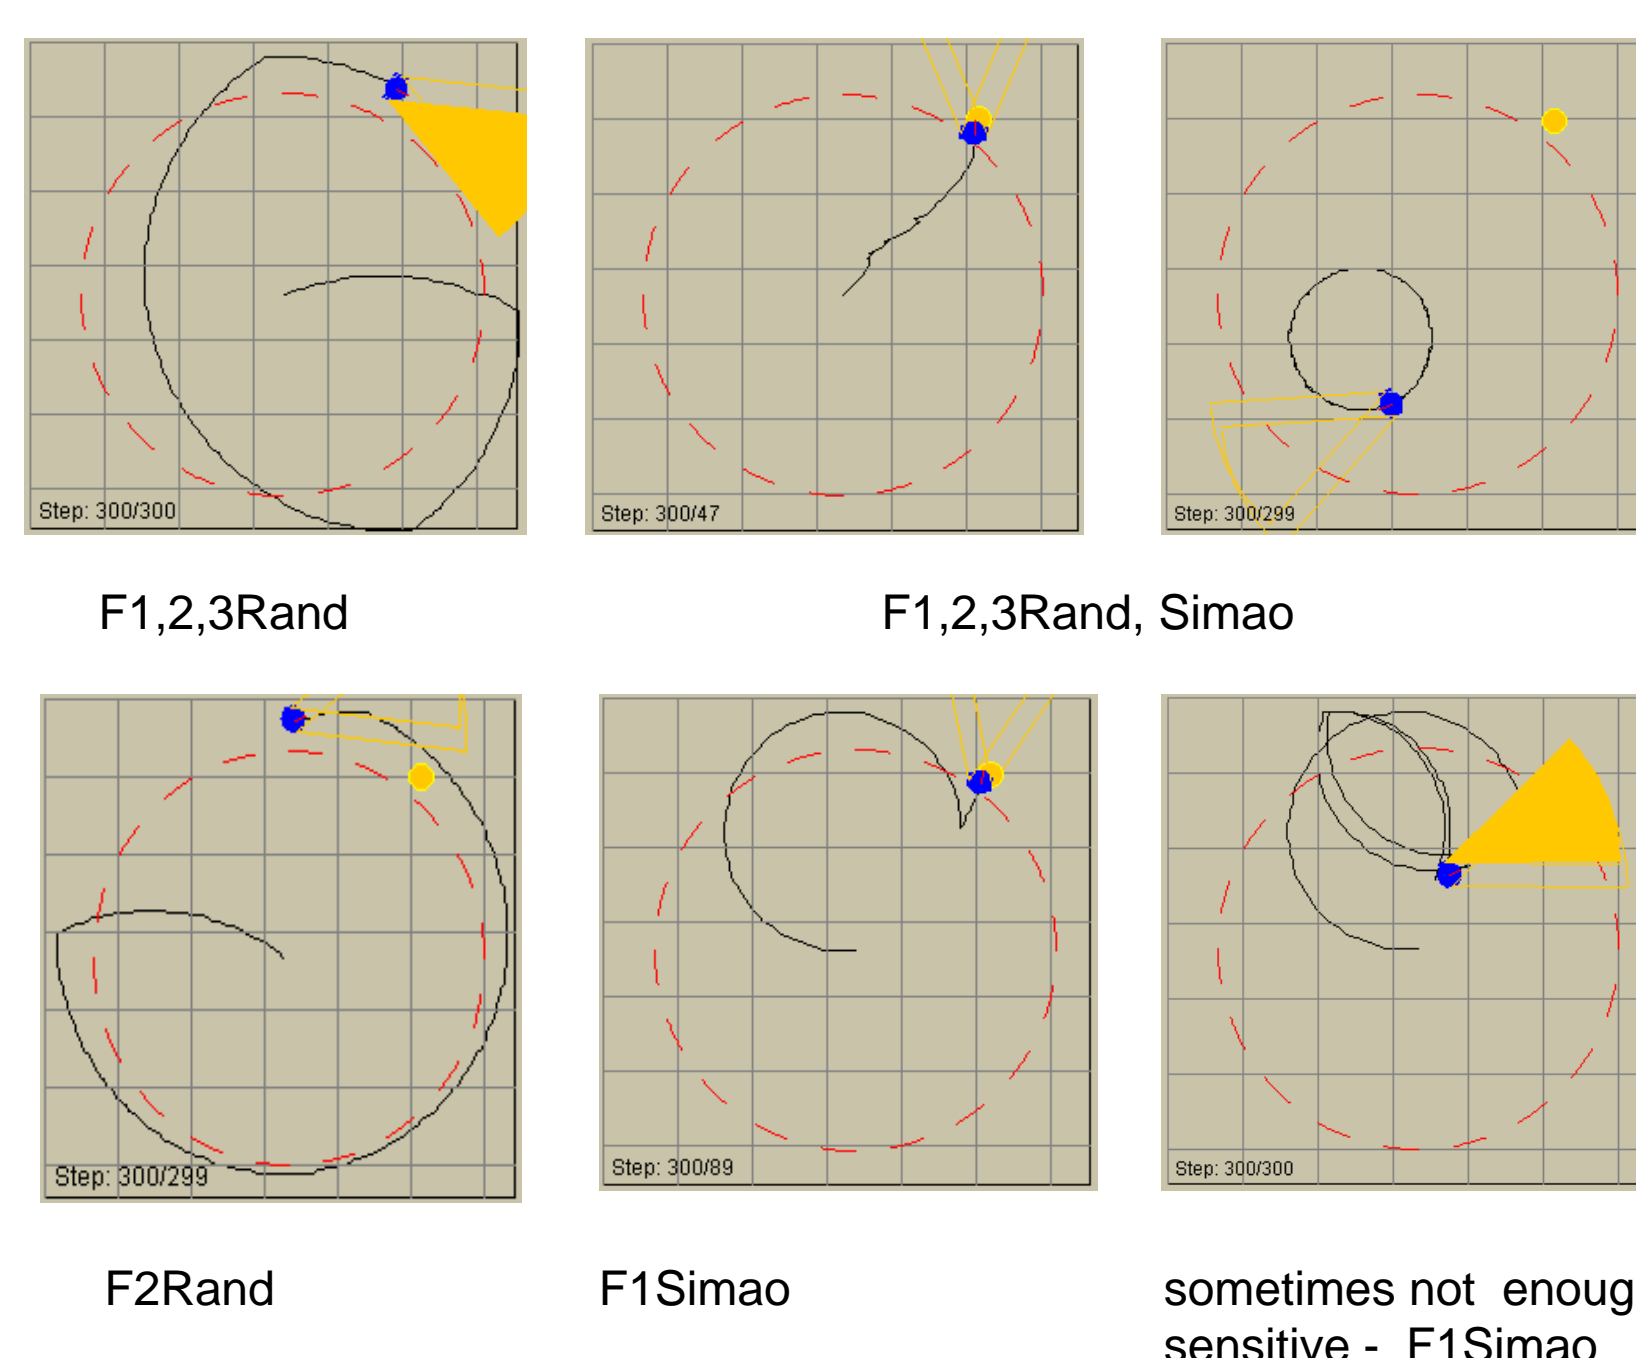 Step: 300/300
Step: 300/47
Step: 300/299
F1,2,3Rand
F1,2,3Rand, Simao
Step: 300/299
Step: 300/89
Step: 300/300
F2Rand
F1Simao
sometimes not enoug
sensitive - F1Simao